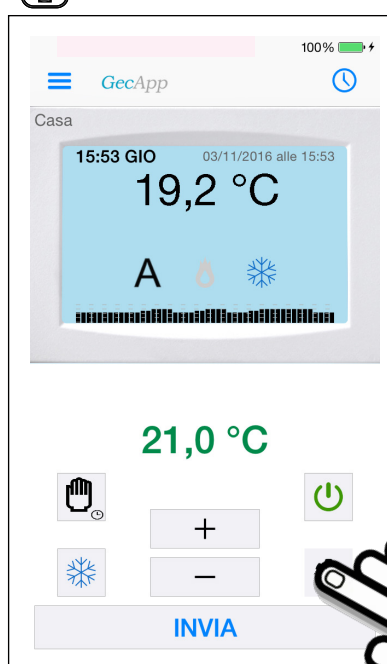 100%
GecApp
Casa
15:53 GIO 03/11/2016 alle 15:53
19,2 °C
A
21,0 °C
+
–
INVIA